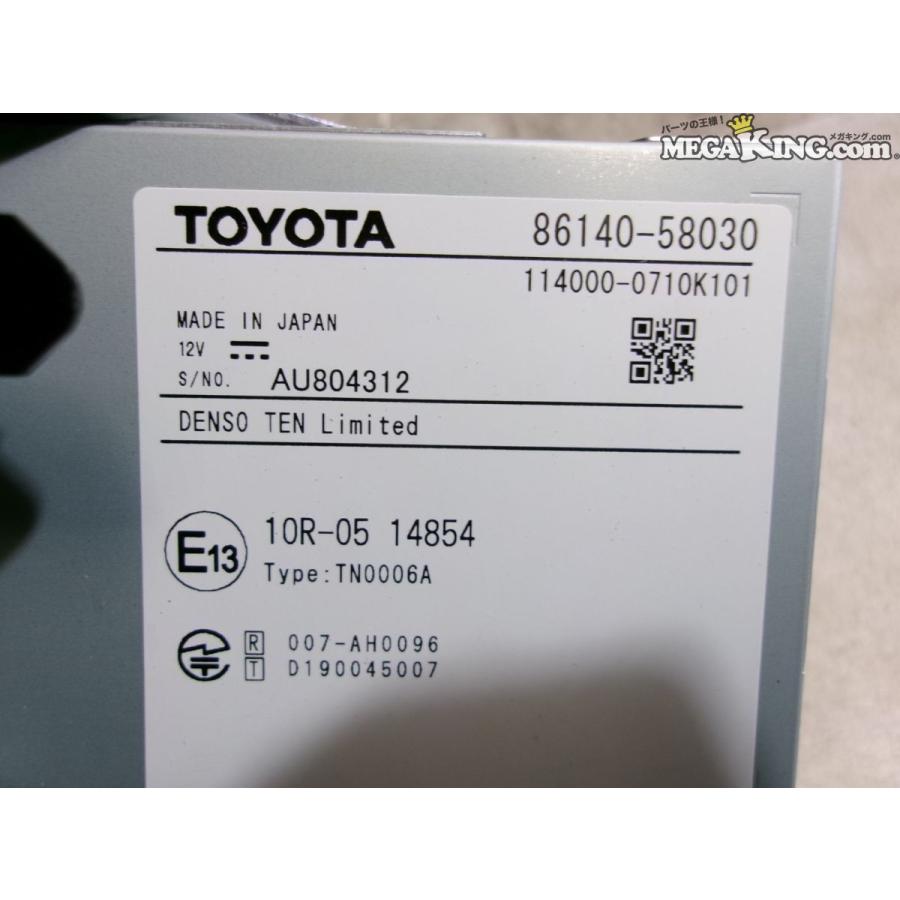 パーツの王様！
メガキング.com
MEGAKING.com®
TOYOTA 86140-58030
114000-0710K101
MADE IN JAPAN
12V
S/NO. AU804312
DENSO TEN Limited
E13 10R-05 14854
Type:TN0006A
R 007-AH0096
T D190045007